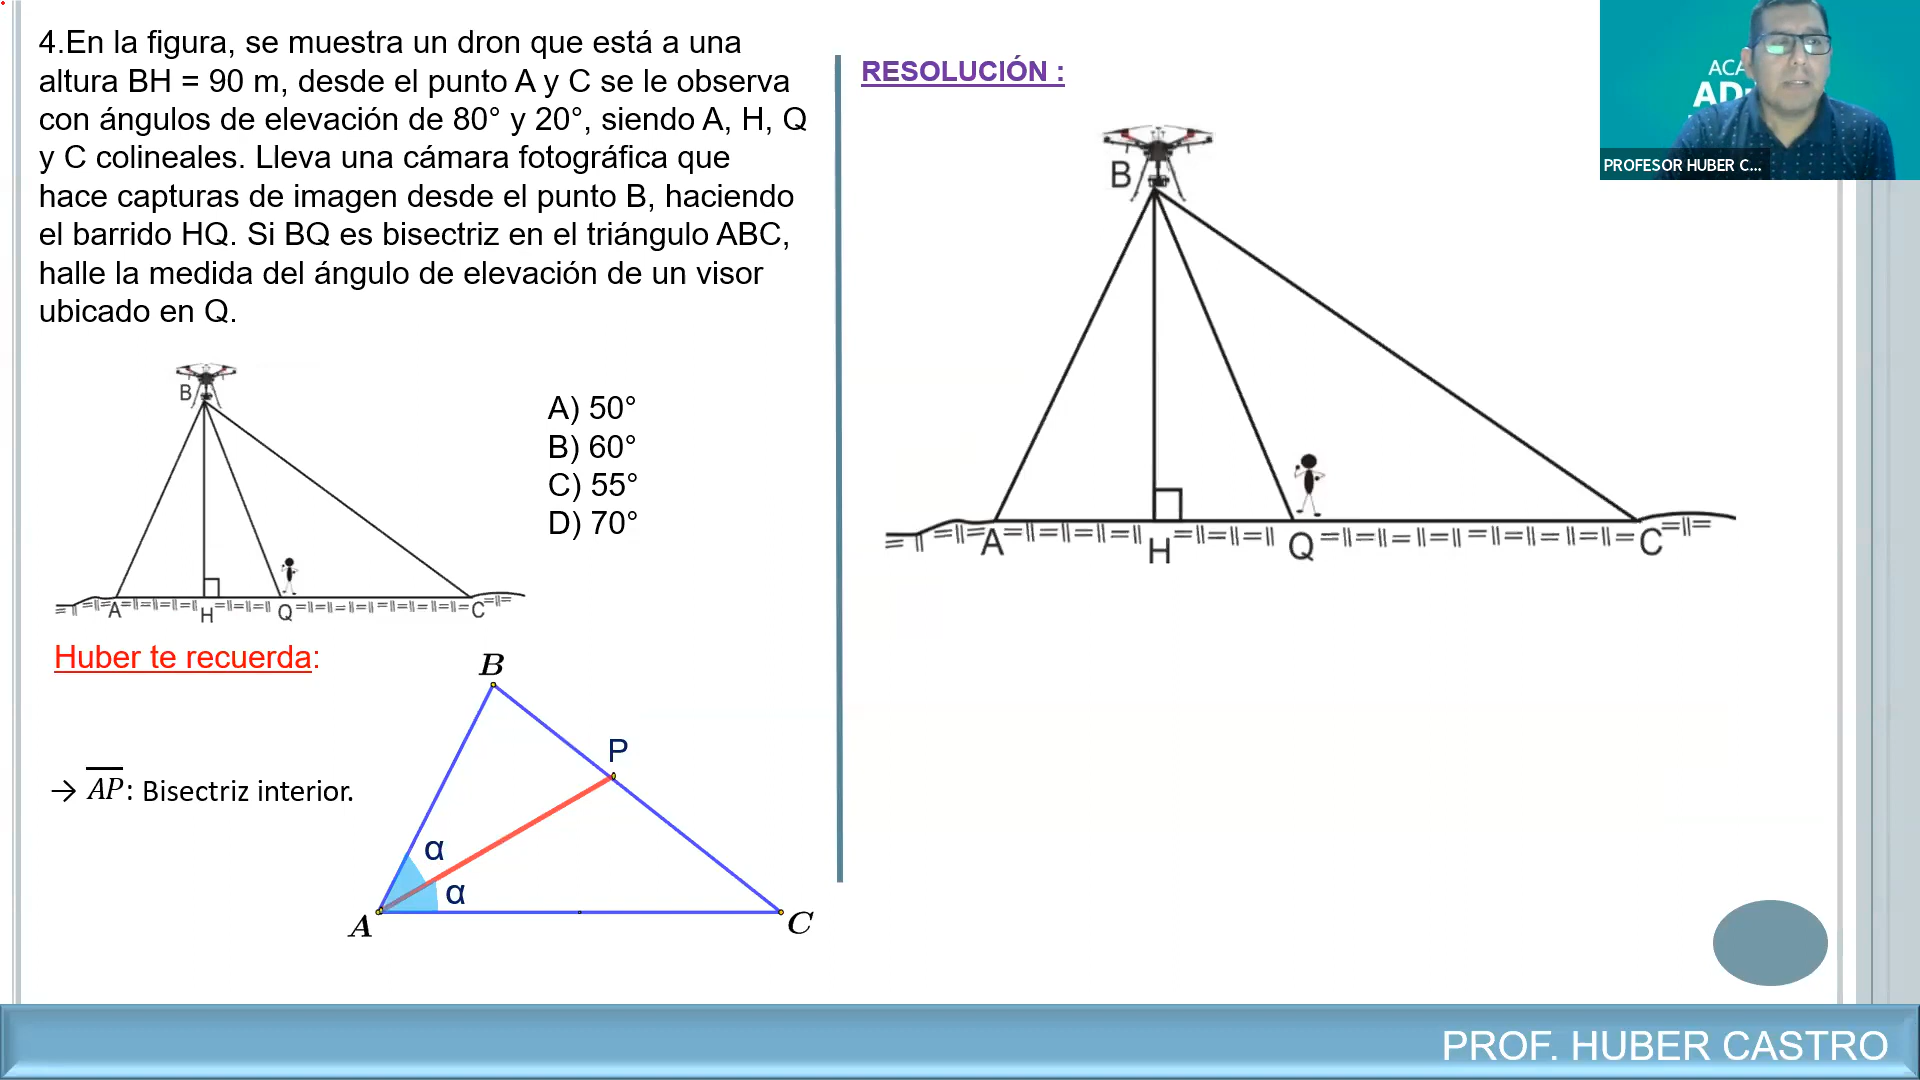 4.En la figura, se muestra un dron que está a una
altura BH = 90 m, desde el punto A y C se le observa
con ángulos de elevación de 80° y 20°, siendo A, H, Q
y C colineales. Lleva una cámara fotográfica que
hace capturas de imagen desde el punto B, haciendo
el barrido HQ. Si BQ es bisectriz en el triángulo ABC,
halle la medida del ángulo de elevación de un visor
ubicado en Q.
B
A H Q C
A) 50°
B) 60°
C) 55°
D) 70°
Huber te recuerda:
→ AP: Bisectriz interior.
B
P
α
α
A
C
RESOLUCIÓN :
B
A H Q C
PROFESOR HUBER C...
PROF. HUBER CASTRO